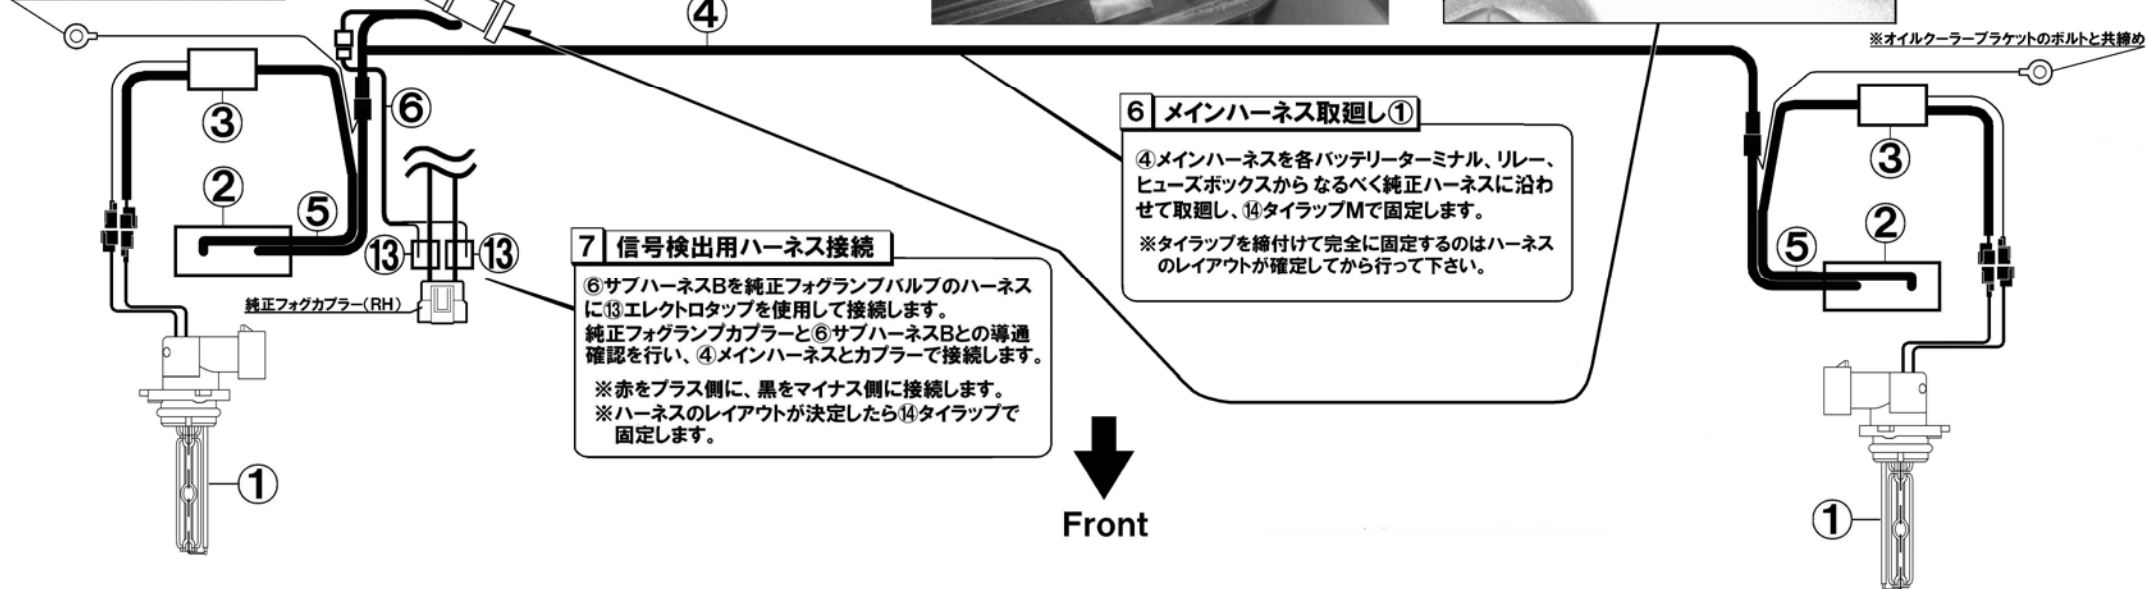 ④
※オイルクーラーブラケットのボルトと共締め
③
⑥
②
⑤
⑬
⑬
純正フォグカプラー(RH)
①
6 メインハーネス取廻し①
④メインハーネスを各バッテリーターミナル、リレー、
ヒューズボックスから なるべく純正ハーネスに沿わ
せて取廻し、⑭タイラップMで固定します。
※タイラップを締付けて完全に固定するのはハーネス
のレイアウトが確定してから行って下さい。
7 信号検出用ハーネス接続
⑥サブハーネスBを純正フォグランプバルブのハーネス
に⑬エレクトロタップを使用して接続します。
純正フォグランプカプラーと⑥サブハーネスBとの導通
確認を行い、④メインハーネスとカプラーで接続します。
※赤をプラス側に、黒をマイナス側に接続します。
※ハーネスのレイアウトが決定したら⑭タイラップで
固定します。
Front
③
②
⑤
①